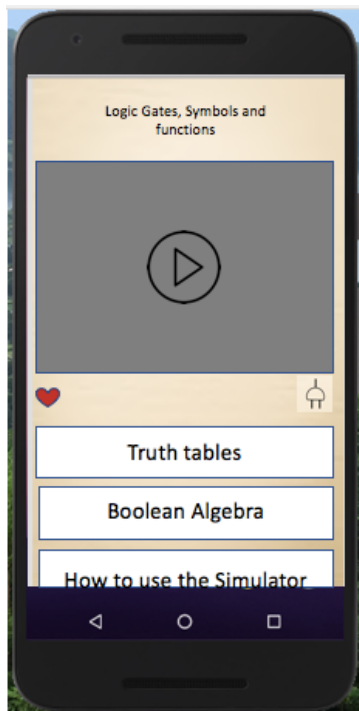 Logic Gates, Symbols and
functions
Truth tables
Boolean Algebra
How to use the Simulator